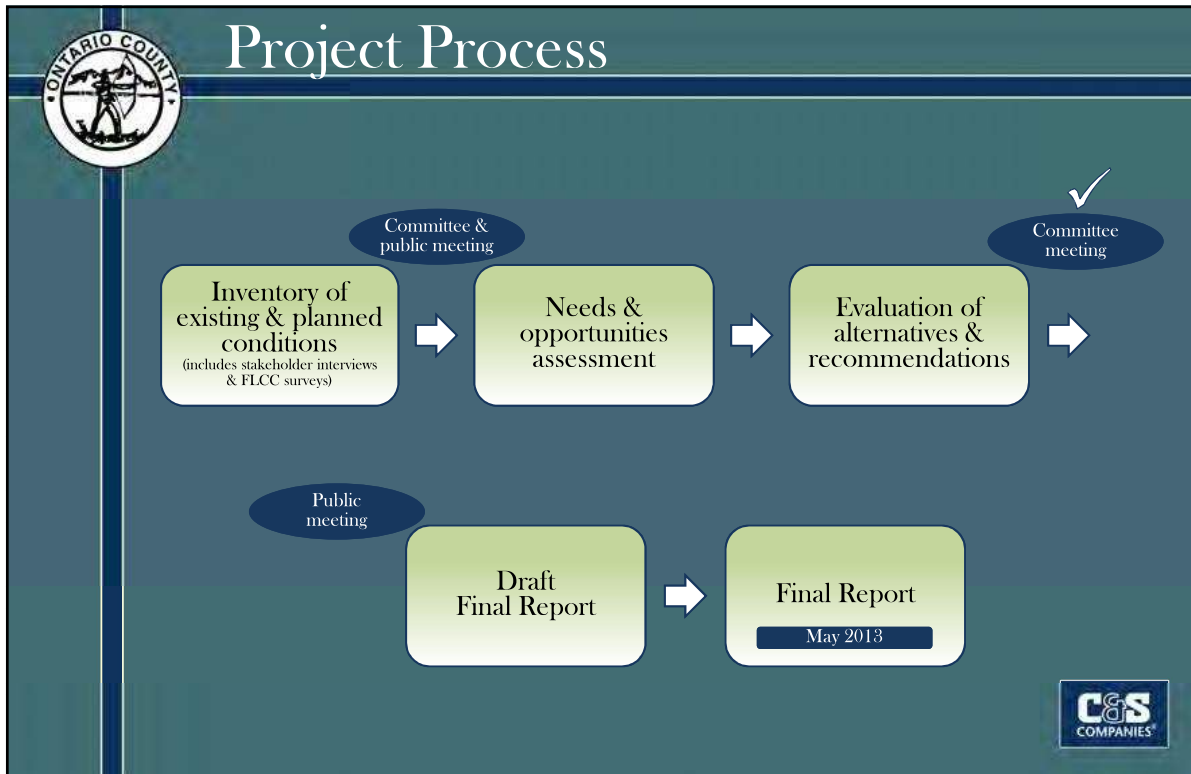 Project Process
ONTARIO COUNTY
Committee &
public meeting
Committee
meeting
Inventory of
existing & planned
conditions
(includes stakeholder interviews
& FLCC surveys)
Needs &
opportunities
assessment
Evaluation of
alternatives &
recommendations
Public
meeting
Draft
Final Report
Final Report
May 2013
C&S
COMPANIES®